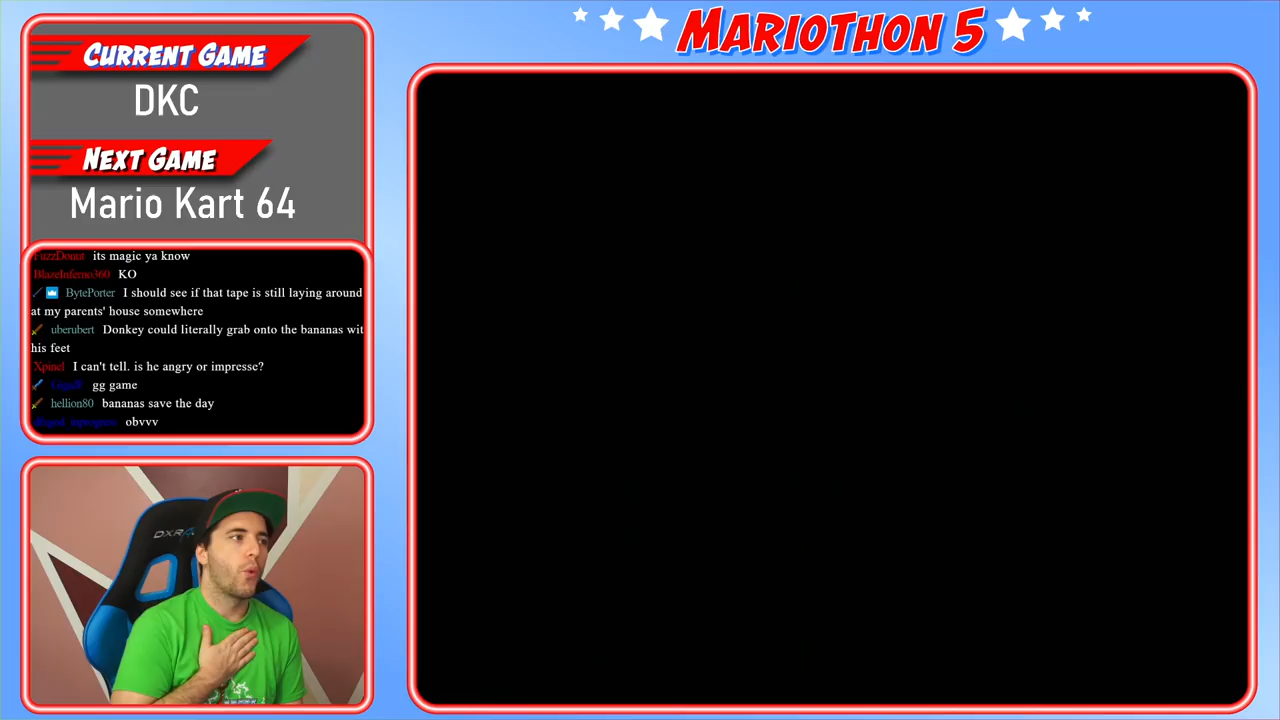 MARIOTHON 5
CURRENT GAME
DKC
NEXT GAME
Mario Kart 64
FuzzDonut its magic ya know
BlazeInferno360 KO
BytePorter I should see if that tape is still laying around
at my parents' house somewhere
uberubert Donkey could literally grab onto the bananas wit
his feet
Xpinel I can't tell. is he angry or impresse?
gg game
hellion80 bananas save the day
obvvv